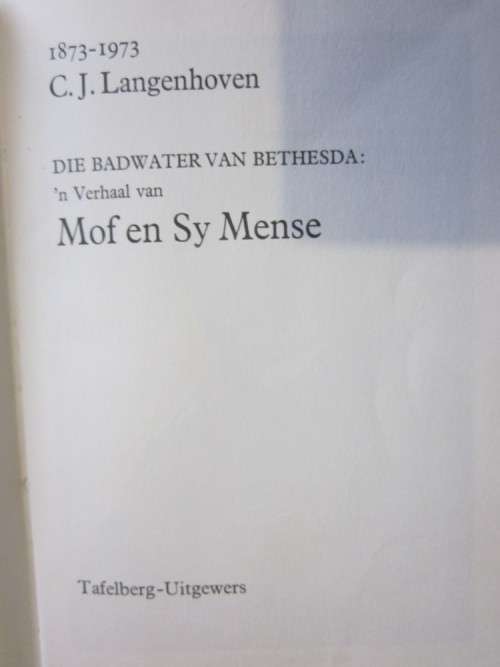 1873-1973
C. J. Langenhoven
DIE BADWATER VAN BETHESDA:
'n Verhaal van
Mof en Sy Mense
Tafelberg-Uitgewers